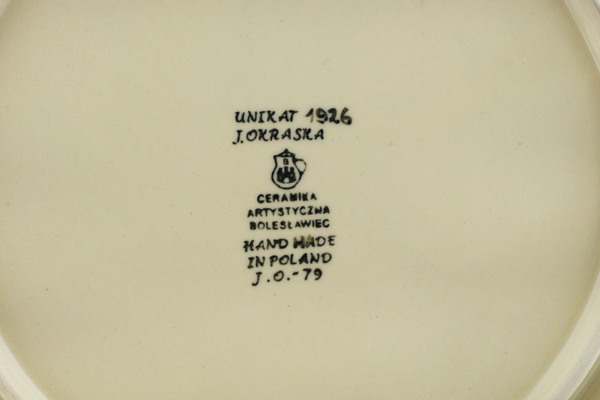 UNIKAT 1926
J. OKRASKA
B
CERAMIKA
ARTYSTYCZNA
BOLESŁAWIEC
HAND MADE
IN POLAND
J.O.-79